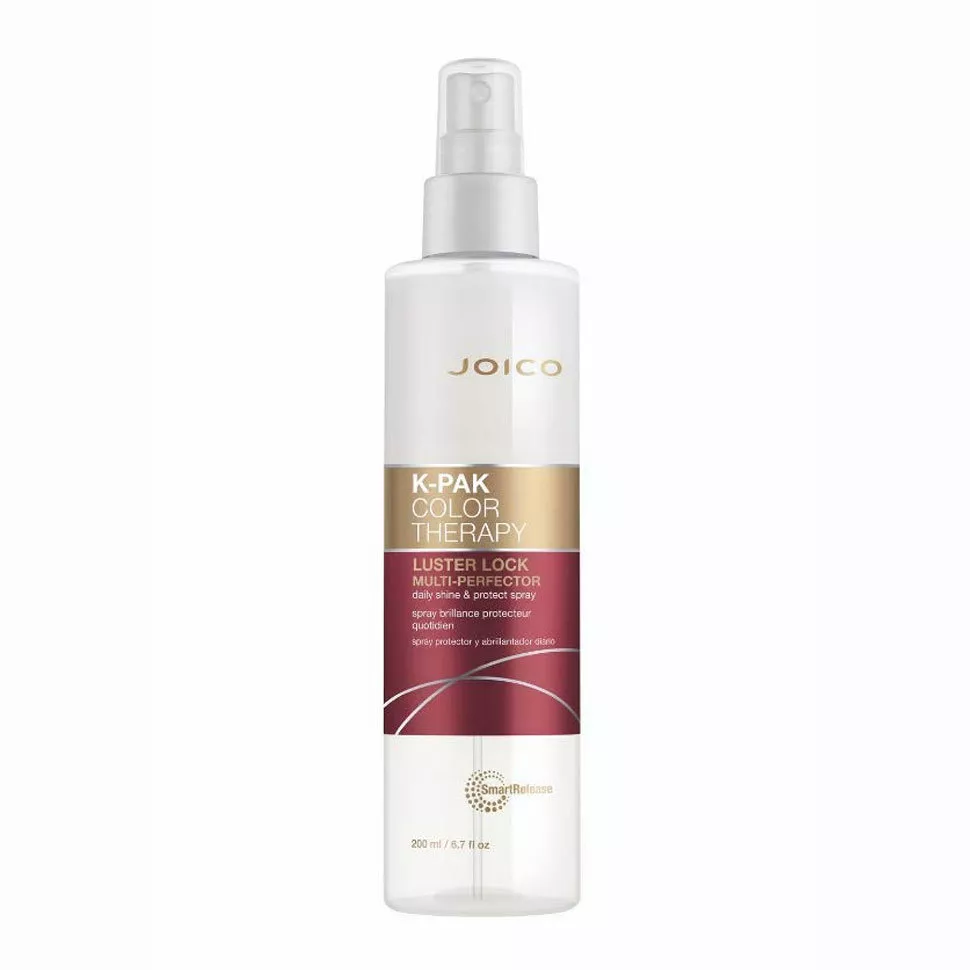 JOICO
K-PAK
COLOR
THERAPY
LUSTER LOCK
MULTI-PERFECTOR
daily shine & protect spray
spray brillance protecteur
quotidien
spray protector y abrillantador diario
SmartRelease
200 ml / 6.7 fl oz